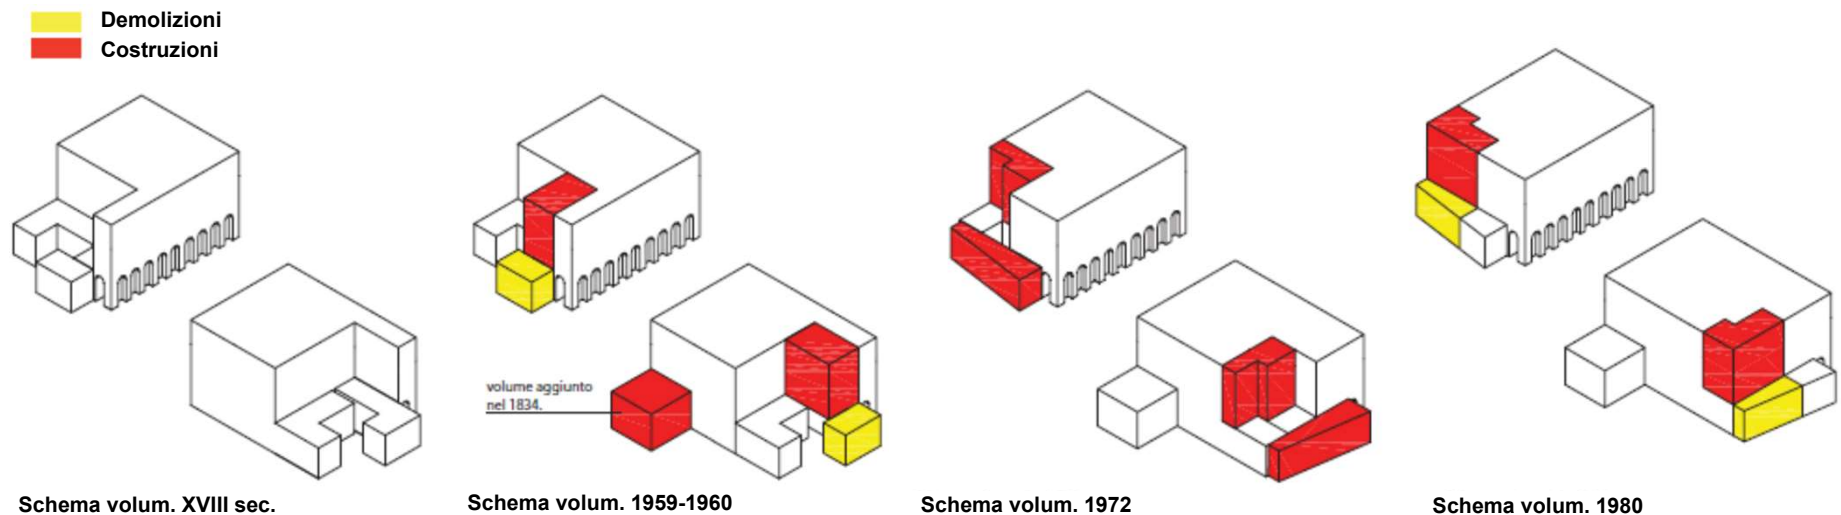 Demolizioni
Costruzioni
volume aggiunto
nel 1834.
Schema volum. XVIII sec.
Schema volum. 1959-1960
Schema volum. 1972
Schema volum. 1980